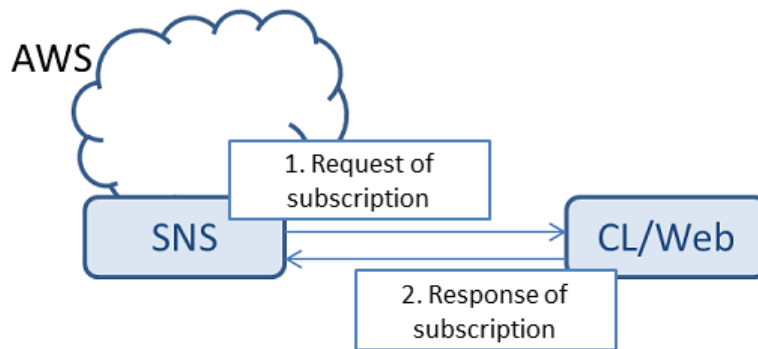 AWS
1. Request of
subscription
SNS
CL/Web
2. Response of
subscription